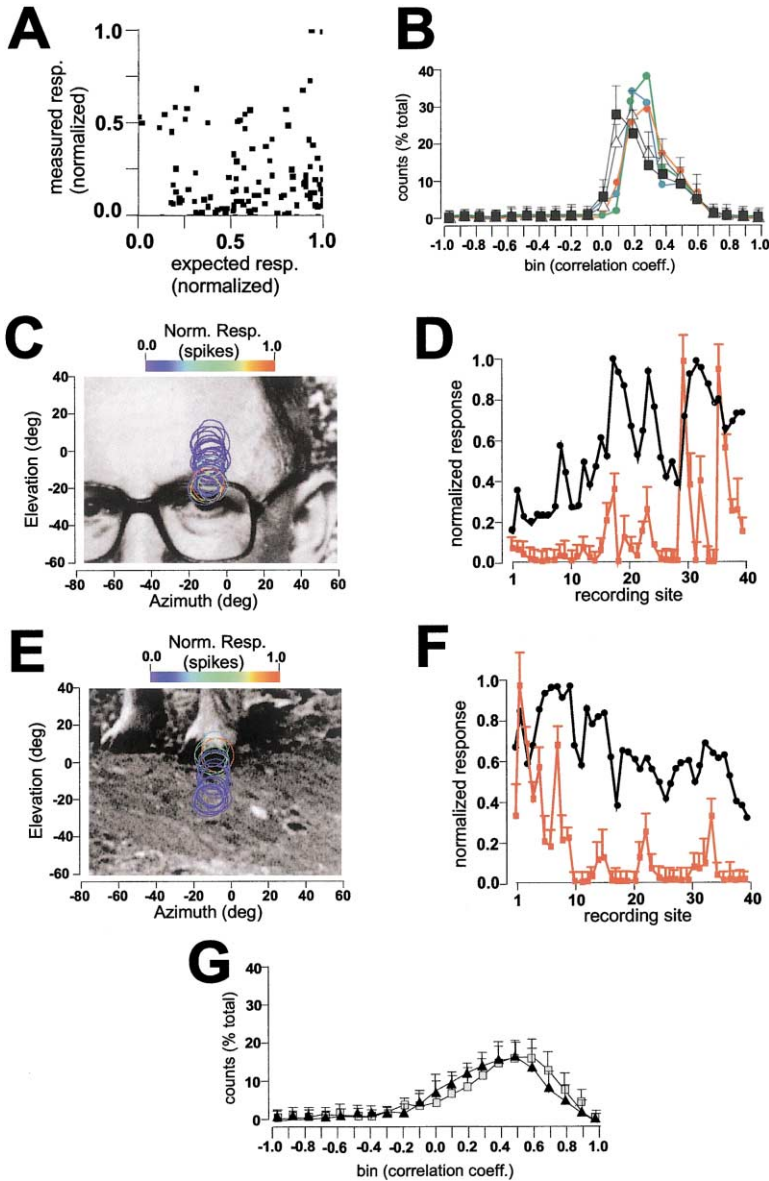 A
measured resp.
(normalized)
1.0
0.5
0.0
0.0 0.5 1.0
expected resp.
(normalized)
B
counts (% total)
40
30
20
10
0
-1.0 -0.8 -0.6 -0.4 -0.2 0.0 0.2 0.4 0.6 0.8 1.0
bin (correlation coeff.)
C
Norm. Resp.
(spikes)
0.0 1.0
Elevation (deg)
40
20
0
-20
-40
-60
-80 -60 -40 -20 0 20 40 60 80
Azimuth (deg)
D
normalized response
1.0
0.8
0.6
0.4
0.2
0.0
1 10 20 30 40
recording site
E
Norm. Resp.
(spikes)
0.0 1.0
Elevation (deg)
40
20
0
-20
-40
-60
-80 -60 -40 -20 0 20 40 60 80
Azimuth (deg)
F
normalized response
1.0
0.8
0.6
0.4
0.2
0.0
1 10 20 30 40
recording site
G
counts (% total)
40
30
20
10
0
-1.0 -0.8 -0.6 -0.4 -0.2 0.0 0.2 0.4 0.6 0.8 1.0
bin (correlation coeff.)